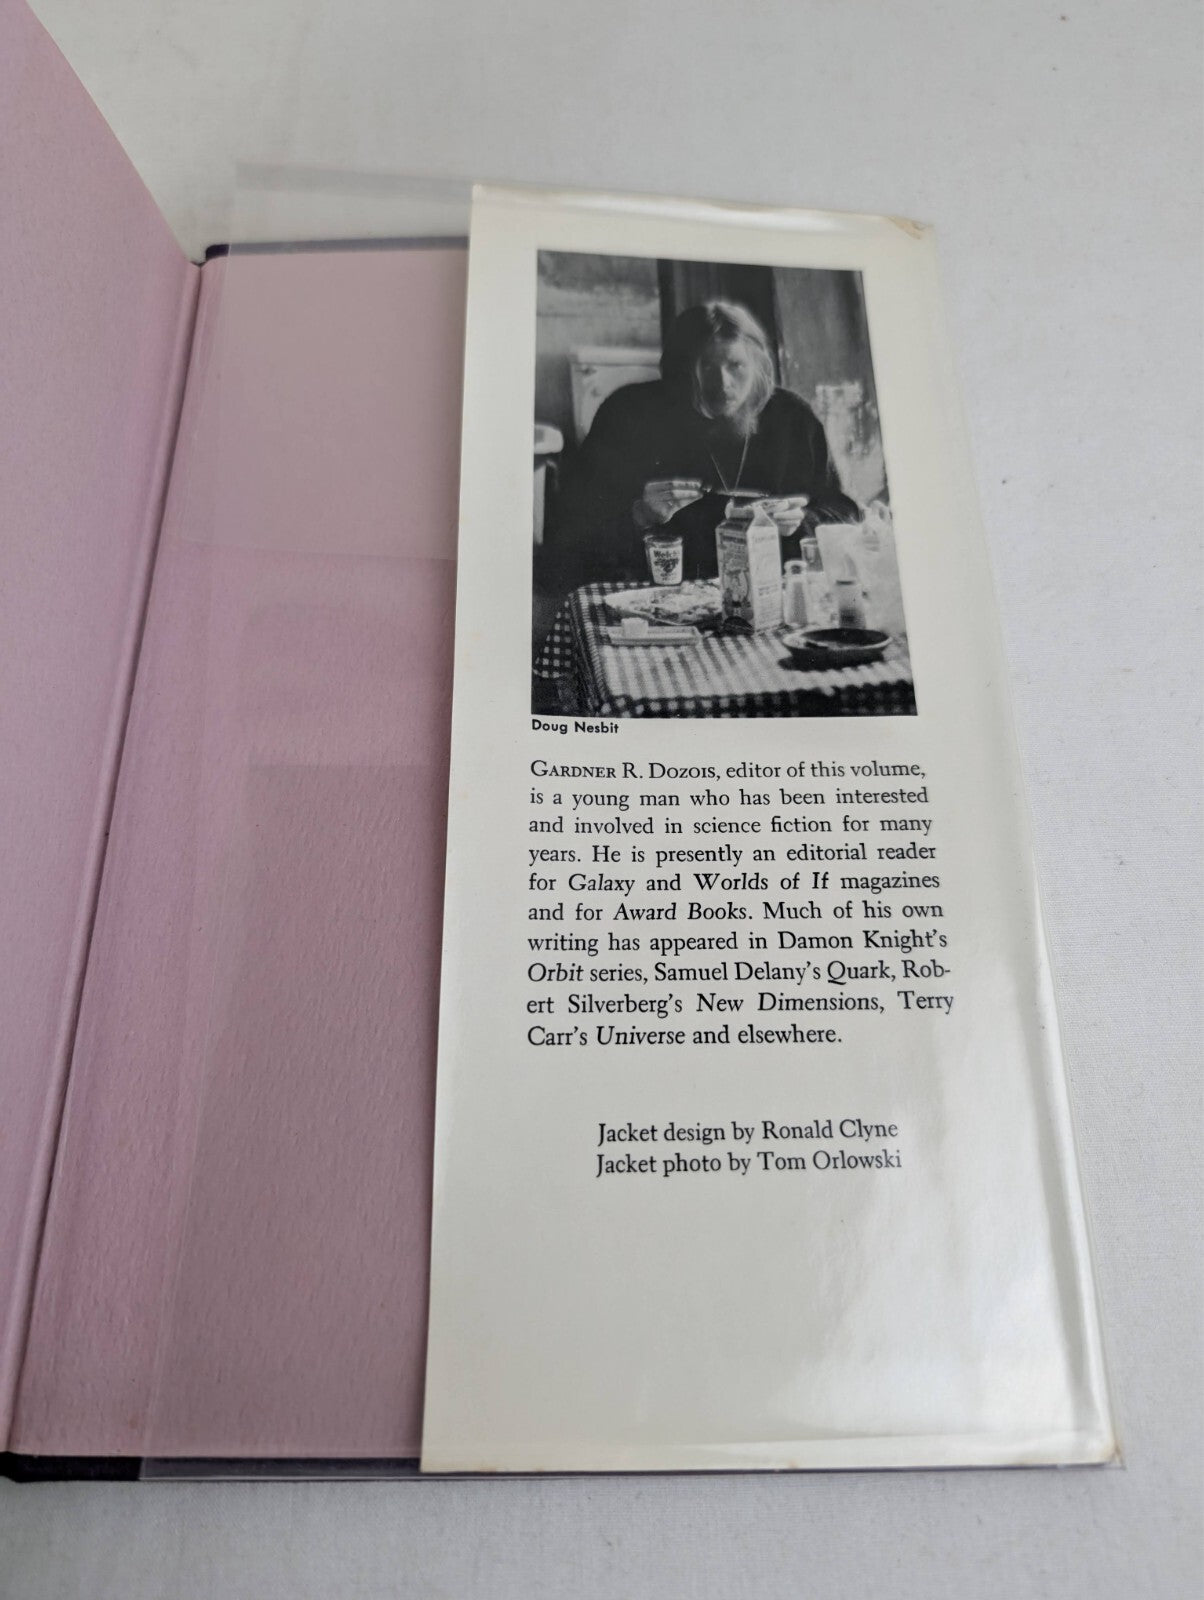 Welch's
Doug Nesbit
GARDNER R. DOZOIS, editor of this volume,
is a young man who has been interested
and involved in science fiction for many
years. He is presently an editorial reader
for Galaxy and Worlds of If magazines
and for Award Books. Much of his own
writing has appeared in Damon Knight's
Orbit series, Samuel Delany's Quark, Rob-
ert Silverberg's New Dimensions, Terry
Carr's Universe and elsewhere.
Jacket design by Ronald Clyne
Jacket photo by Tom Orlowski